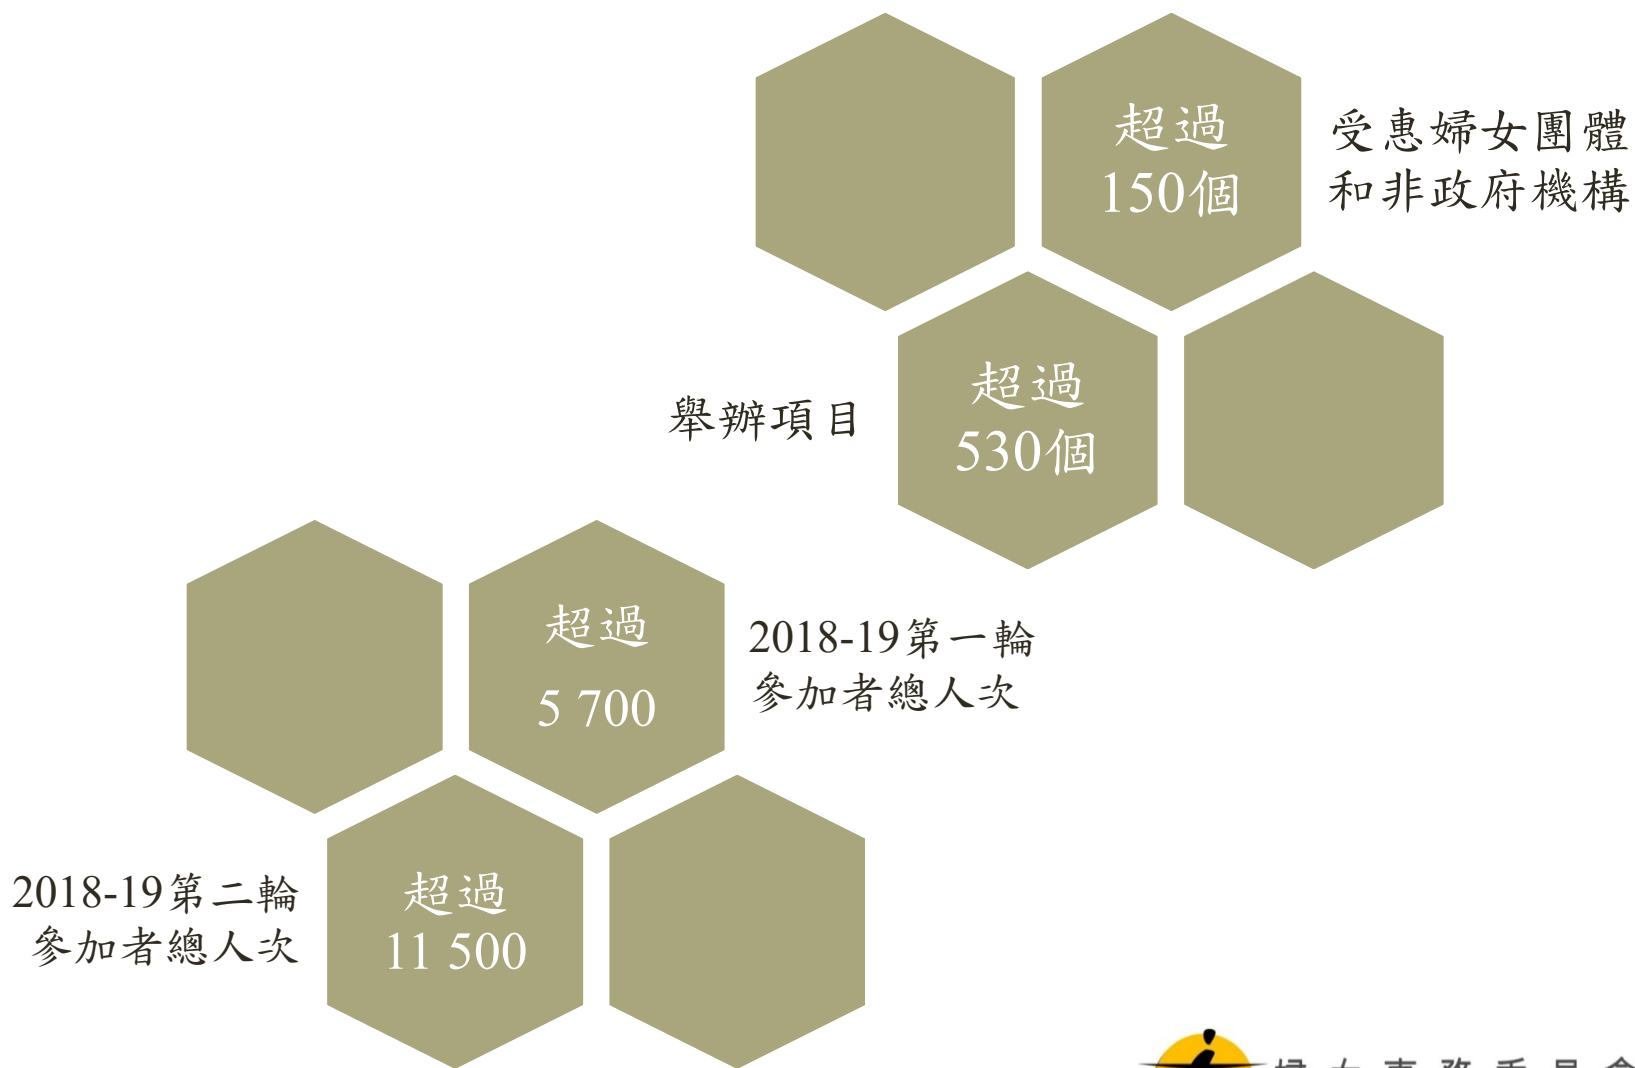 超過
150個
受惠婦女團體
和非政府機構
舉辦項目
超過
530個
超過
5 700
2018-19第一輪
參加者總人次
2018-19第二輪
參加者總人次
超過
11 500